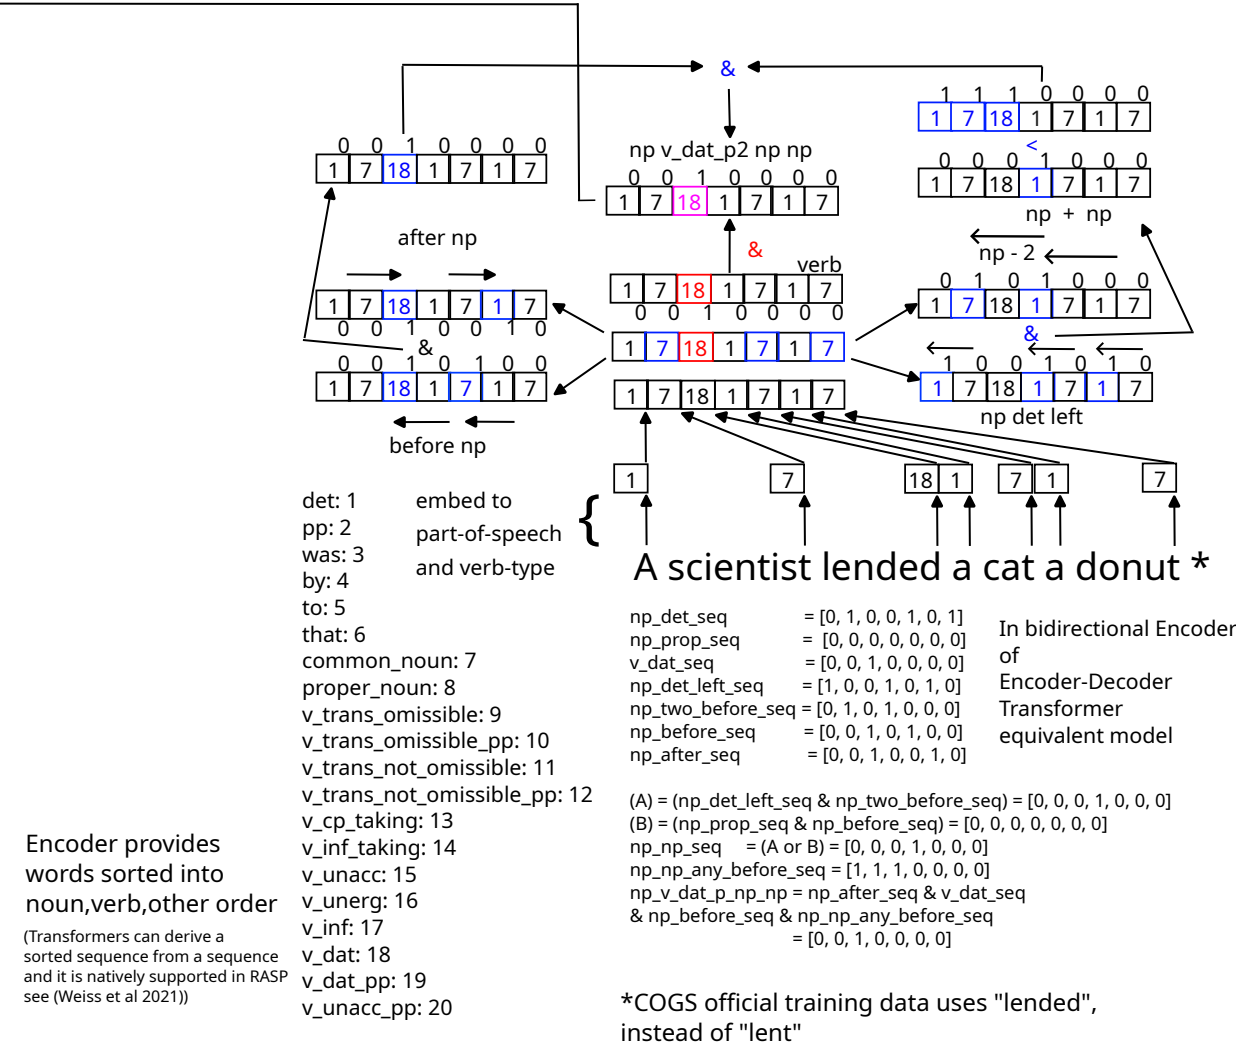 &
1 1 1 0 0 0 0
1 7 18 1 7 1 7
<
0 0 1 0 0 0 0
1 7 18 1 7 1 7
np v_dat_p2 np np
0 0 1 0 0 0 0
1 7 18 1 7 1 7
0 0 0 1 0 0 0
1 7 18 1 7 1 7
np + np
after np
&
verb
np - 2
1 7 18 1 7 1 7
0 0 1 0 0 1 0
1 7 18 1 7 1 7
0 0 1 0 0 0 0
0 1 0 1 0 0 0
1 7 18 1 7 1 7
&
1 7 18 1 7 1 7
&
0 0 1 0 1 0 0
1 7 18 1 7 1 7
before np
1 7 18 1 7 1 7
1 0 0 1 0 1 0
1 7 18 1 7 1 7
np det left
1 7 18 1 7 1 7
embed to
part-of-speech
and verb-type
{
A scientist lended a cat a donut *
det: 1
pp: 2
was: 3
by: 4
to: 5
that: 6
common_noun: 7
proper_noun: 8
v_trans_omissible: 9
v_trans_omissible_pp: 10
v_trans_not_omissible: 11
v_trans_not_omissible_pp: 12
v_cp_taking: 13
v_inf_taking: 14
v_unacc: 15
v_unerg: 16
v_inf: 17
v_dat: 18
v_dat_pp: 19
v_unacc_pp: 20
np_det_seq = [0, 1, 0, 0, 1, 0, 1]
np_prop_seq = [0, 0, 0, 0, 0, 0, 0]
v_dat_seq = [0, 0, 1, 0, 0, 0, 0]
np_det_left_seq = [1, 0, 0, 1, 0, 1, 0]
np_two_before_seq = [0, 1, 0, 1, 0, 0, 0]
np_before_seq = [0, 0, 1, 0, 1, 0, 0]
np_after_seq = [0, 0, 1, 0, 0, 1, 0]
In bidirectional Encoder
of
Encoder-Decoder
Transformer
equivalent model
(A) = (np_det_left_seq & np_two_before_seq) = [0, 0, 0, 1, 0, 0, 0]
(B) = (np_prop_seq & np_before_seq) = [0, 0, 0, 0, 0, 0, 0]
np_np_seq = (A or B) = [0, 0, 0, 1, 0, 0, 0]
np_np_any_before_seq = [1, 1, 1, 0, 0, 0, 0]
np_v_dat_p_np_np = np_after_seq & v_dat_seq
& np_before_seq & np_np_any_before_seq
= [0, 0, 1, 0, 0, 0, 0]
Encoder provides
words sorted into
noun,verb,other order
(Transformers can derive a
sorted sequence from a sequence
and it is natively supported in RASP
see (Weiss et al 2021))
*COGS official training data uses "lended",
instead of "lent"